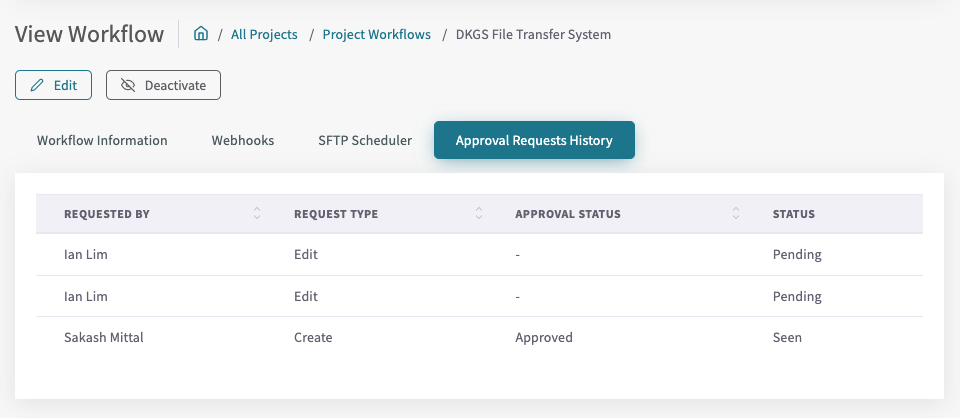 View Workflow / All Projects / Project Workflows / DKGS File Transfer System
Edit Deactivate
Workflow Information Webhooks SFTP Scheduler Approval Requests History
REQUESTED BY REQUEST TYPE APPROVAL STATUS STATUS
Ian Lim Edit - Pending
Ian Lim Edit - Pending
Sakash Mittal Create Approved Seen